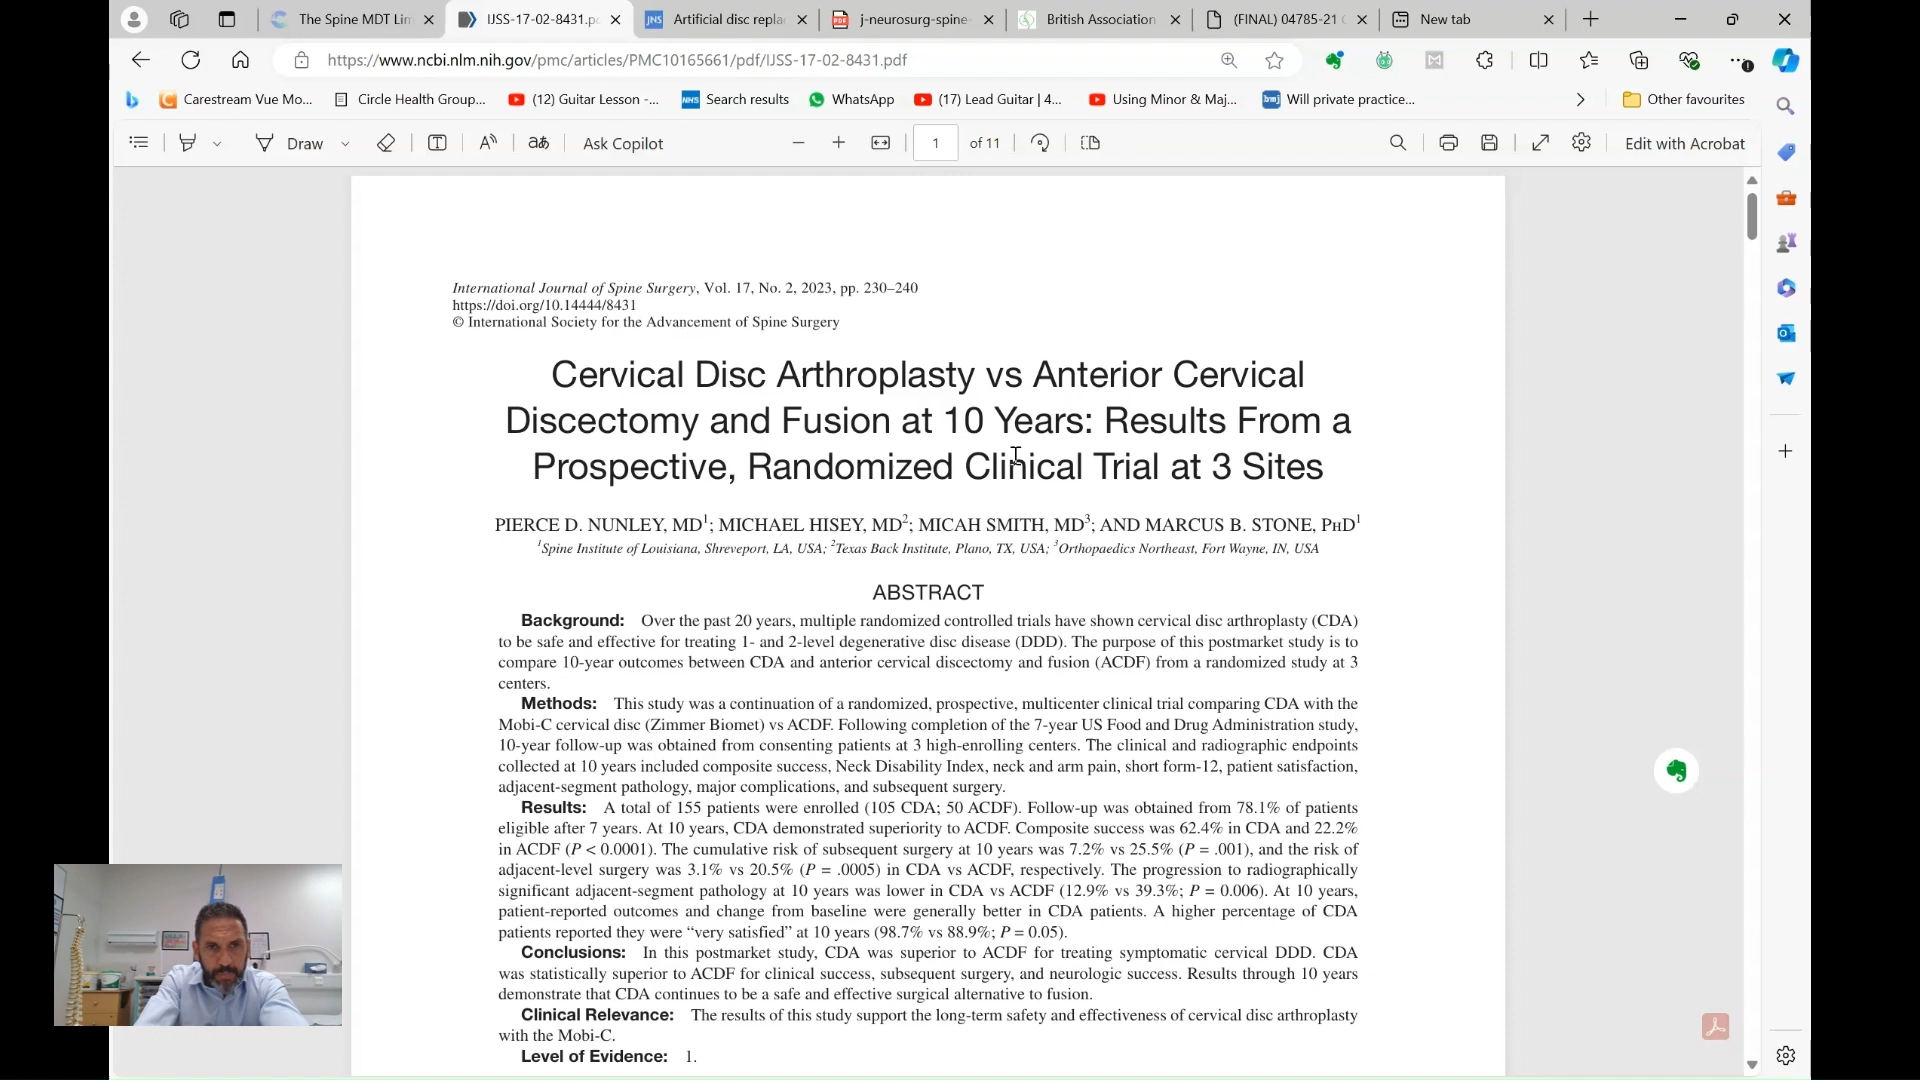 The Spine MDT Lim
IJSS-17-02-8431.p
Artificial disc repla
j-neurosurg-spine-
British Association
(FINAL) 04785-21
New tab
https://www.ncbi.nlm.nih.gov/pmc/articles/PMC10165661/pdf/IJSS-17-02-8431.pdf
Carestream Vue Mo...
Circle Health Group...
(12) Guitar Lesson -...
Search results
WhatsApp
(17) Lead Guitar | 4...
Using Minor & Maj...
Will private practice...
Other favourites
Draw
Ask Copilot
1 of 11
Edit with Acrobat
International Journal of Spine Surgery, Vol. 17, No. 2, 2023, pp. 230–240
https://doi.org/10.14444/8431
© International Society for the Advancement of Spine Surgery
Cervical Disc Arthroplasty vs Anterior Cervical
Discectomy and Fusion at 10 Years: Results From a
Prospective, Randomized Clinical Trial at 3 Sites
PIERCE D. NUNLEY, MD1; MICHAEL HISEY, MD2; MICAH SMITH, MD3; AND MARCUS B. STONE, PHD1
1Spine Institute of Louisiana, Shreveport, LA, USA; 2Texas Back Institute, Plano, TX, USA; 3Orthopaedics Northeast, Fort Wayne, IN, USA
ABSTRACT
Background: Over the past 20 years, multiple randomized controlled trials have shown cervical disc arthroplasty (CDA)
to be safe and effective for treating 1- and 2-level degenerative disc disease (DDD). The purpose of this postmarket study is to
compare 10-year outcomes between CDA and anterior cervical discectomy and fusion (ACDF) from a randomized study at 3
centers.
Methods: This study was a continuation of a randomized, prospective, multicenter clinical trial comparing CDA with the
Mobi-C cervical disc (Zimmer Biomet) vs ACDF. Following completion of the 7-year US Food and Drug Administration study,
10-year follow-up was obtained from consenting patients at 3 high-enrolling centers. The clinical and radiographic endpoints
collected at 10 years included composite success, Neck Disability Index, neck and arm pain, short form-12, patient satisfaction,
adjacent-segment pathology, major complications, and subsequent surgery.
Results: A total of 155 patients were enrolled (105 CDA; 50 ACDF). Follow-up was obtained from 78.1% of patients
eligible after 7 years. At 10 years, CDA demonstrated superiority to ACDF. Composite success was 62.4% in CDA and 22.2%
in ACDF (P < 0.0001). The cumulative risk of subsequent surgery at 10 years was 7.2% vs 25.5% (P = .001), and the risk of
adjacent-level surgery was 3.1% vs 20.5% (P = .0005) in CDA vs ACDF, respectively. The progression to radiographically
significant adjacent-segment pathology at 10 years was lower in CDA vs ACDF (12.9% vs 39.3%; P = 0.006). At 10 years,
patient-reported outcomes and change from baseline were generally better in CDA patients. A higher percentage of CDA
patients reported they were “very satisfied” at 10 years (98.7% vs 88.9%; P = 0.05).
Conclusions: In this postmarket study, CDA was superior to ACDF for treating symptomatic cervical DDD. CDA
was statistically superior to ACDF for clinical success, subsequent surgery, and neurologic success. Results through 10 years
demonstrate that CDA continues to be a safe and effective surgical alternative to fusion.
Clinical Relevance: The results of this study support the long-term safety and effectiveness of cervical disc arthroplasty
with the Mobi-C.
Level of Evidence: 1.